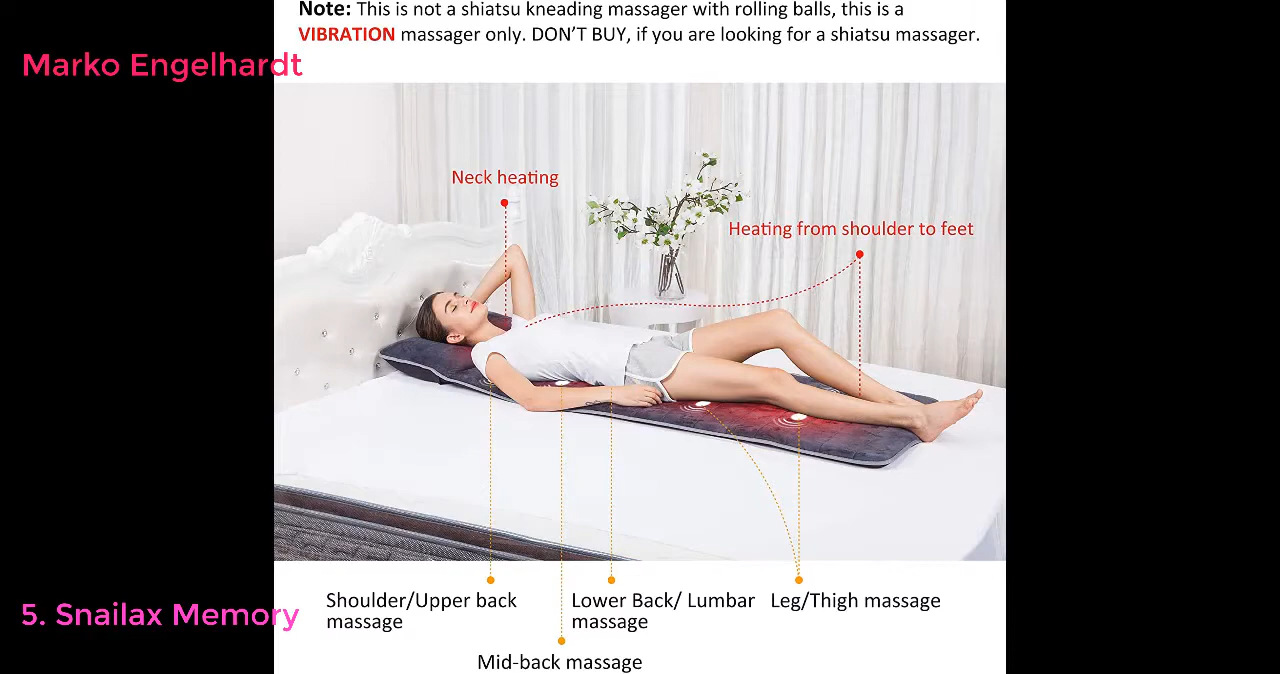 Note: This is not a shiatsu kneading massager with rolling balls, this is a
VIBRATION massager only. DON'T BUY, if you are looking for a shiatsu massager.
Marko Engelhardt
Neck heating
Heating from shoulder to feet
Shoulder/Upper back
massage
Lower Back/ Lumbar
massage
Leg/Thigh massage
5. Snailax Memory
Mid-back massage